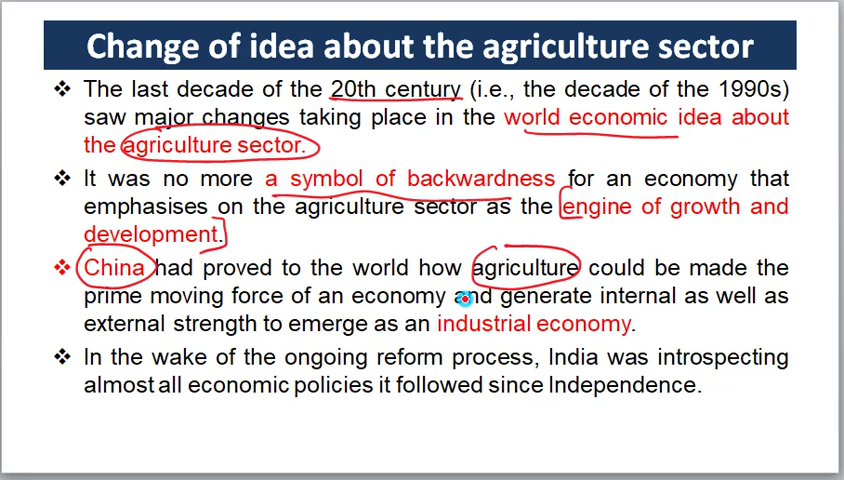 Change of idea about the agriculture sector
❖ The last decade of the 20th century (i.e., the decade of the 1990s)
saw major changes taking place in the world economic idea about
the agriculture sector.
❖ It was no more a symbol of backwardness for an economy that
emphasises on the agriculture sector as the engine of growth and
development.
❖ China had proved to the world how agriculture could be made the
prime moving force of an economy and generate internal as well as
external strength to emerge as an industrial economy.
❖ In the wake of the ongoing reform process, India was introspecting
almost all economic policies it followed since Independence.